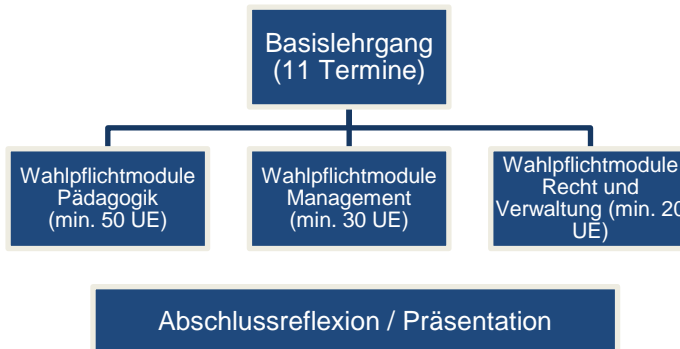 Basislehrgang
(11 Termine)
Wahlpflichtmodule
Pädagogik
(min. 50 UE)
Wahlpflichtmodule
Management
(min. 30 UE)
Wahlpflichtmodule
Recht und
Verwaltung (min. 20
UE)
Abschlussreflexion / Präsentation